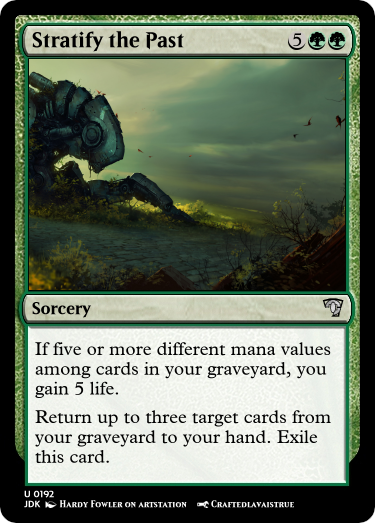 Stratify the Past 5
Sorcery
If five or more different mana values
among cards in your graveyard, you
gain 5 life.
Return up to three target cards from
your graveyard to your hand. Exile
this card.
U 0192
JDK Hardy Fowler on artstation Craftedlavaistrue